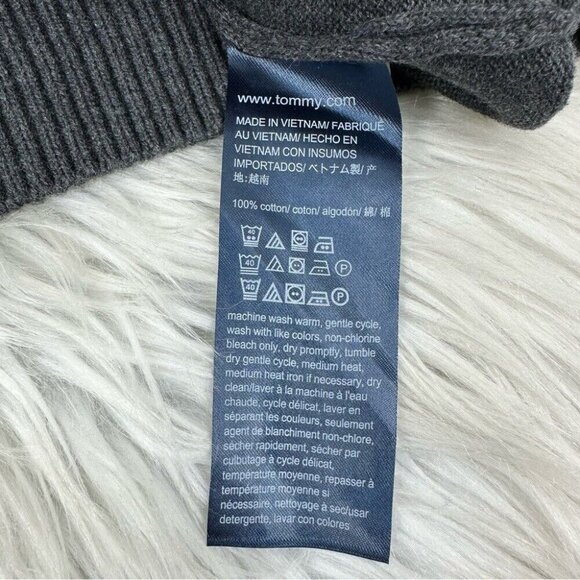 www.tommy.com
MADE IN VIETNAM/ FABRIQUÉ
AU VIETNAM/ HECHO EN
VIETNAM CON INSUMOS
IMPORTADOS/ ベトナム製/ 产
地:越南
100% cotton/ coton/ algodón/ 綿/ 棉
40
40 P
40 P
machine wash warm, gentle cycle,
wash with like colors, non-chlorine
bleach only, dry promptly, tumble
dry gentle cycle, medium heat,
medium heat iron if necessary, dry
clean/laver à la machine à l'eau
chaude, cycle délicat, laver en
séparant les couleurs, seulement
agent de blanchiment non-chlore,
sécher rapidement, sécher par
culbutage à cycle délicat,
température moyenne, repasser à
température moyenne si
nécessaire, nettoyage à sec/usar
detergente, lavar con colores